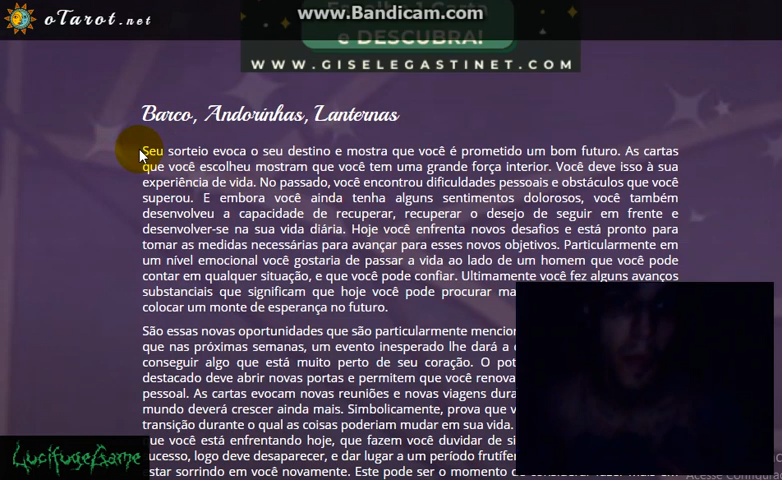 www.Bandicam.com
oTarot.net
e DESCUBRA!
WWW.GISELEGASTINET.COM
Barco, Andorinhas, Lanternas
Seu sorteio evoca o seu destino e mostra que você é prometido um bom futuro. As cartas
que você escolheu mostram que você tem uma grande força interior. Você deve isso à sua
experiência de vida. No passado, você encontrou dificuldades pessoais e obstáculos que você
superou. E embora você ainda tenha alguns sentimentos dolorosos, você também
desenvolveu a capacidade de recuperar, recuperar o desejo de seguir em frente e
desenvolver-se na sua vida diária. Hoje você enfrenta novos desafios e está pronto para
tomar as medidas necessárias para avançar para esses novos objetivos. Particularmente em
um nível emocional você gostaria de passar a vida ao lado de um homem que você pode
contar em qualquer situação, e que você pode confiar. Ultimamente você fez alguns avanços
substanciais que significam que hoje você pode procurar
colocar um monte de esperança no futuro.
São essas novas oportunidades que são particularmente
que nas próximas semanas, um evento inesperado lhe dará a
conseguir algo que está muito perto de seu coração. O
destacado deve abrir novas portas e permitem que você
pessoal. As cartas evocam novas reuniões e novas viagens
mundo deverá crescer ainda mais. Simbolicamente, prova que
transição durante o qual as coisas poderiam mudar em sua vida.
que você está enfrentando hoje, que fazem você duvidar de
sucesso, logo deve desaparecer, e dar lugar a um período
estar sorrindo em você novamente. Este pode ser o momento
LucifugeGame